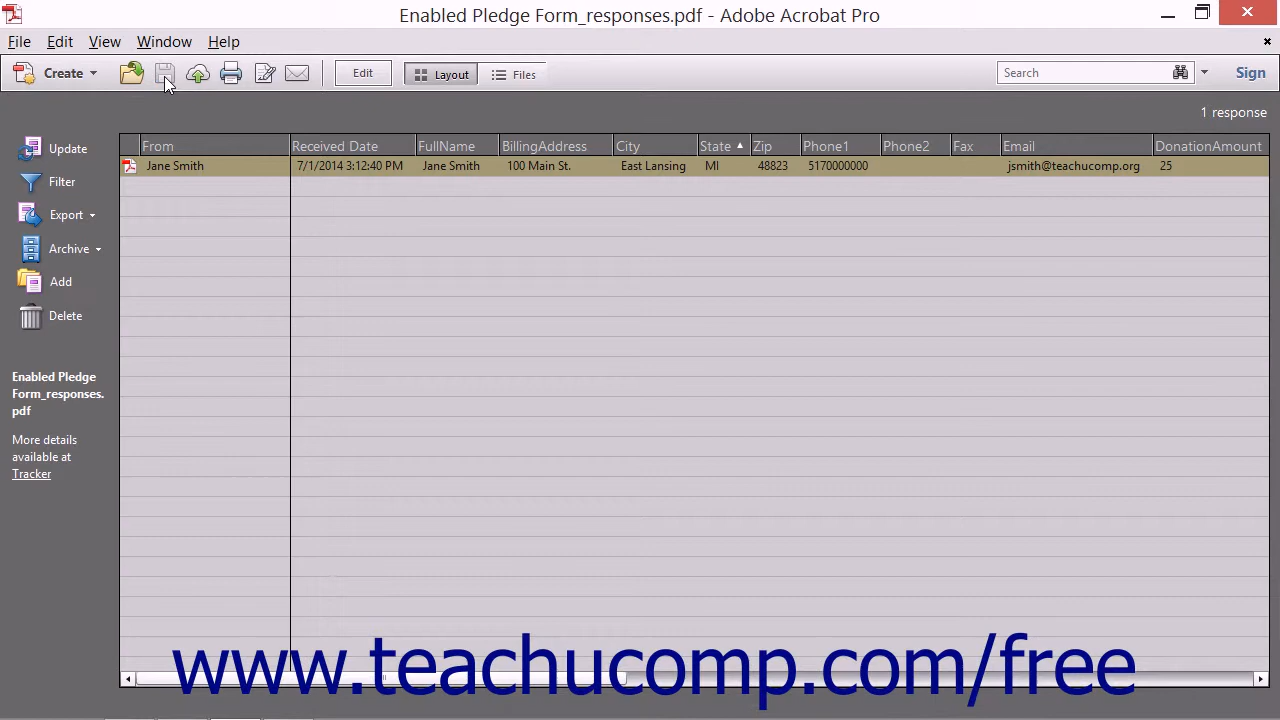 Enabled Pledge Form_responses.pdf - Adobe Acrobat Pro
File Edit View Window Help
Create Edit Layout Files Search Sign
1 response
Update
Filter
Export
Archive
Add
Delete
Enabled Pledge
Form_responses.
pdf
More details
available at
Tracker
From Received Date FullName BillingAddress City State Zip Phone1 Phone2 Fax Email DonationAmount
Jane Smith 7/1/2014 3:12:40 PM Jane Smith 100 Main St. East Lansing MI 48823 5170000000 jsmith@teachucomp.org 25
www.teachucomp.com/free